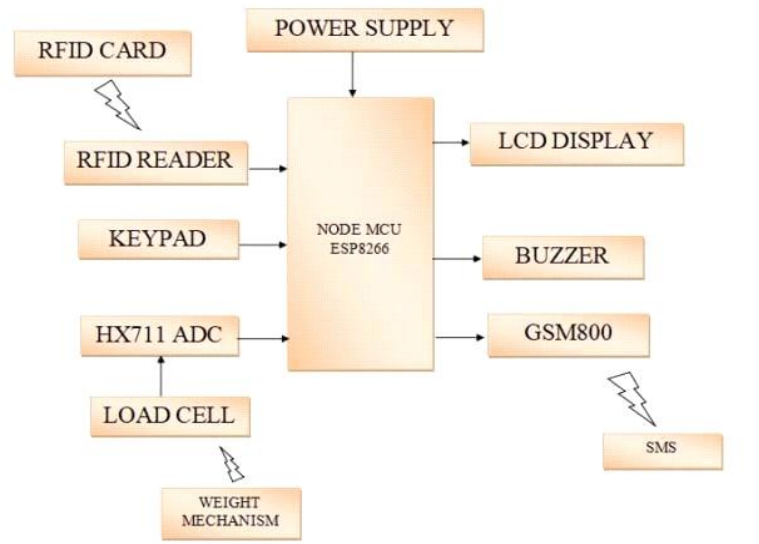 POWER SUPPLY
RFID CARD
LCD DISPLAY
RFID READER
NODE MCU
ESP8266
KEYPAD
BUZZER
HX711 ADC
GSM800
LOAD CELL
SMS
WEIGHT
MECHANISM